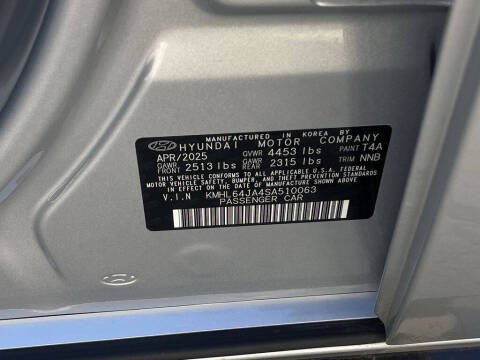 MANUFACTURED IN KOREA BY
HYUNDAI MOTOR COMPANY
APR/2025 GVWR 4453 lbs PAINT T4A
GAWR FRONT 2513 lbs GAWR REAR 2315 lbs TRIM NNB
THIS VEHICLE CONFORMS TO ALL APPLICABLE U.S. FEDERAL
MOTOR VEHICLE SAFETY, BUMPER, AND THEFT PREVENTION STANDARDS
IN EFFECT ON THE DATE OF MANUFACTURE SHOWN ABOVE.
V.I.N KMHL64JA4SA510063
PASSENGER CAR